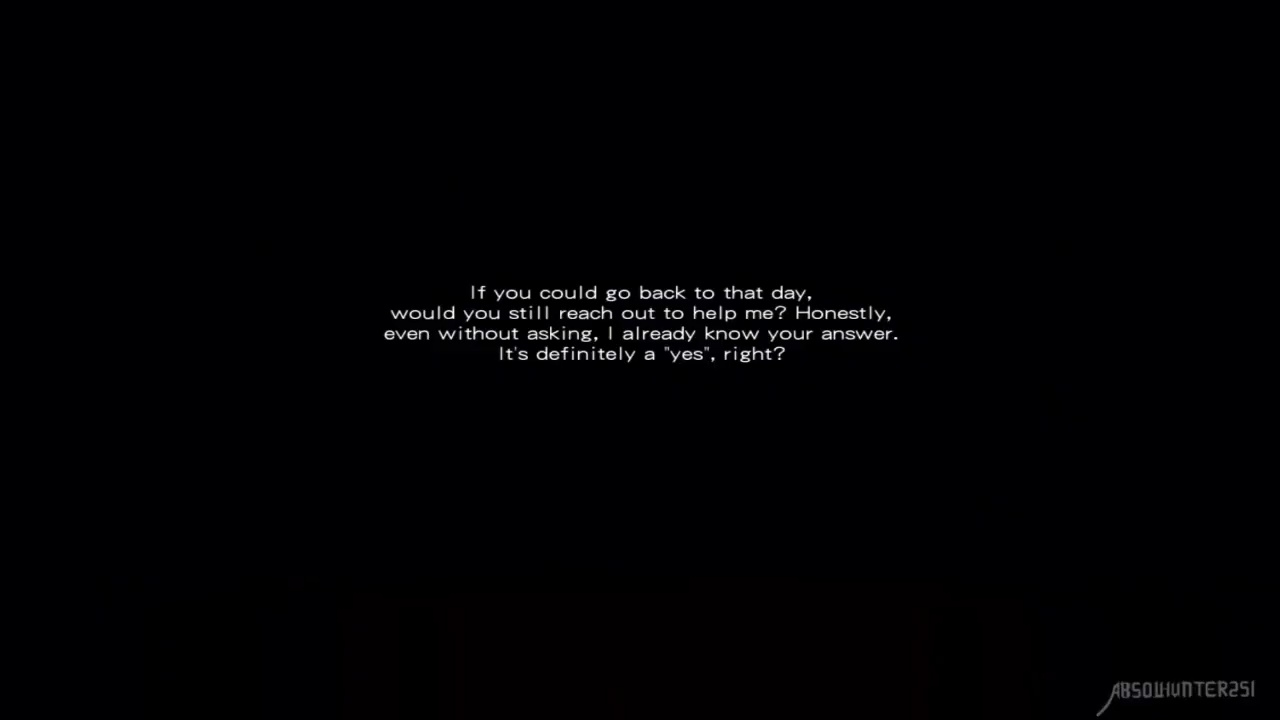 If you could go back to that day,
would you still reach out to help me? Honestly,
even without asking, I already know your answer.
It's definitely a "yes", right?
ABSOLHUNTER251